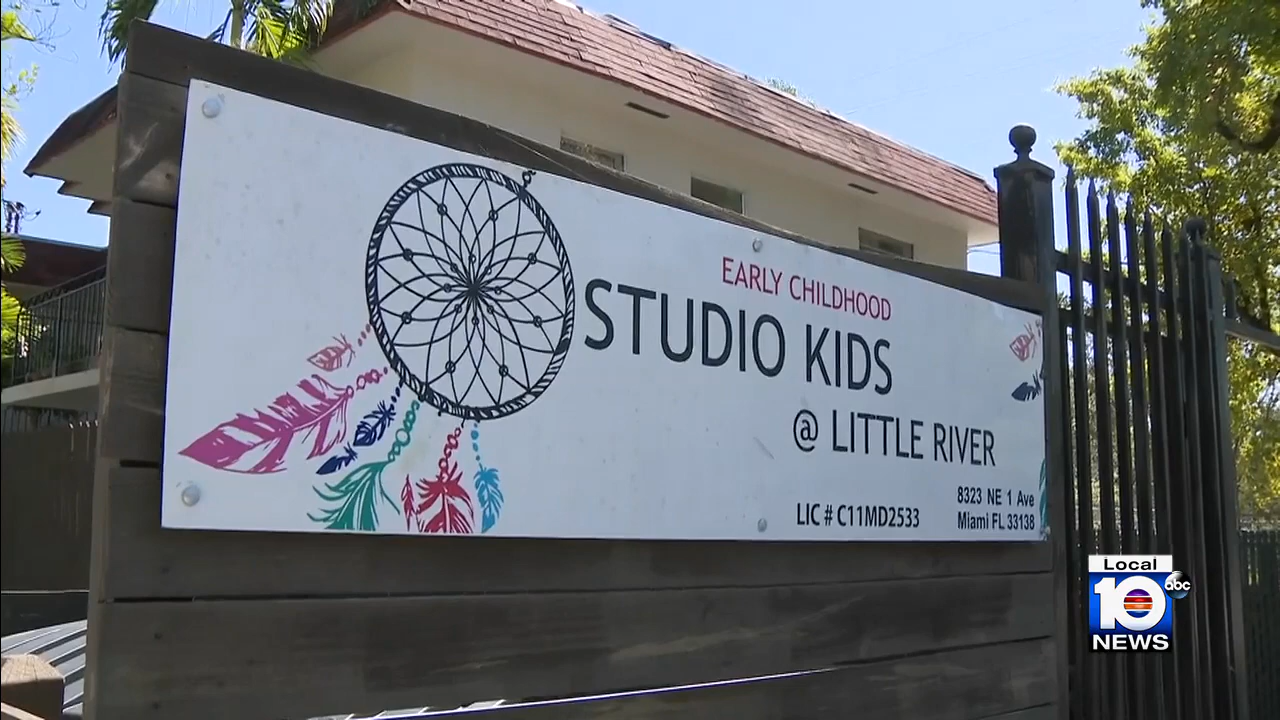 EARLY CHILDHOOD
STUDIO KIDS
@ LITTLE RIVER
LIC # C11MD2533
8323 NE 1 Ave
Miami FL 33138
Local
10
abc
NEWS